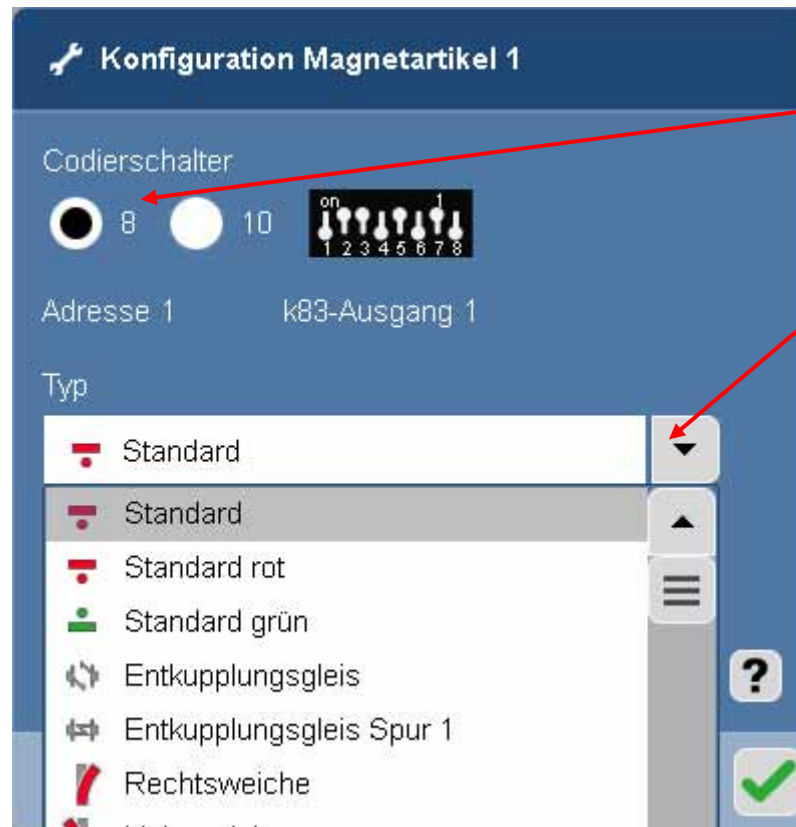 Konfiguration Magnetartikel 1
Codierschalter
8 10
on 1
1 2 3 4 5 6 7 8
Adresse 1 k83-Ausgang 1
Typ
Standard
Standard
Standard rot
Standard grün
Entkupplungsgleis
?
Entkupplungsgleis Spur 1
Rechtsweiche